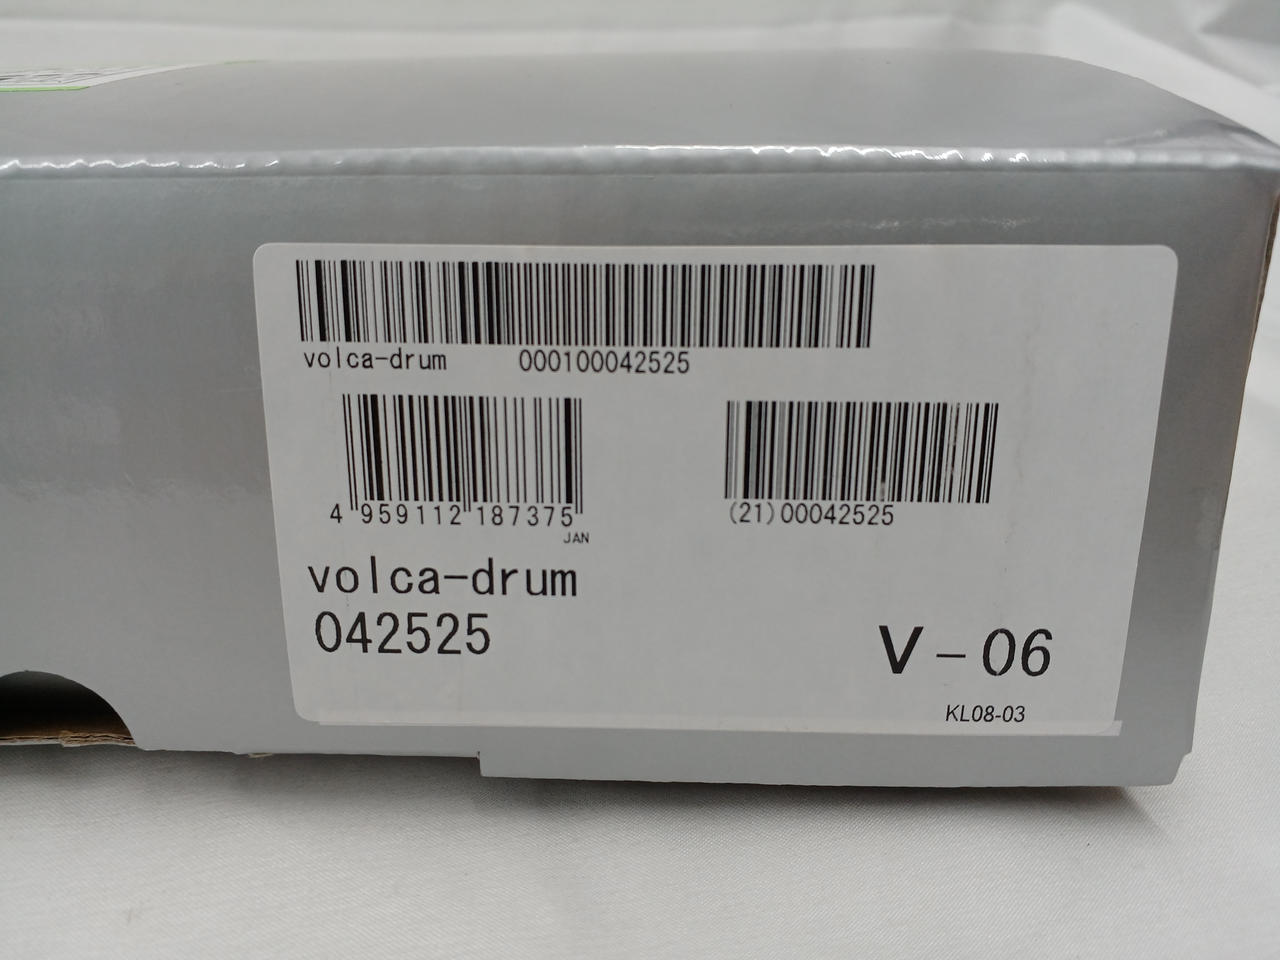 volca-drum 000100042525
4 959112 187375
JAN
(21)00042525
volca-drum
042525
V-06
KL08-03